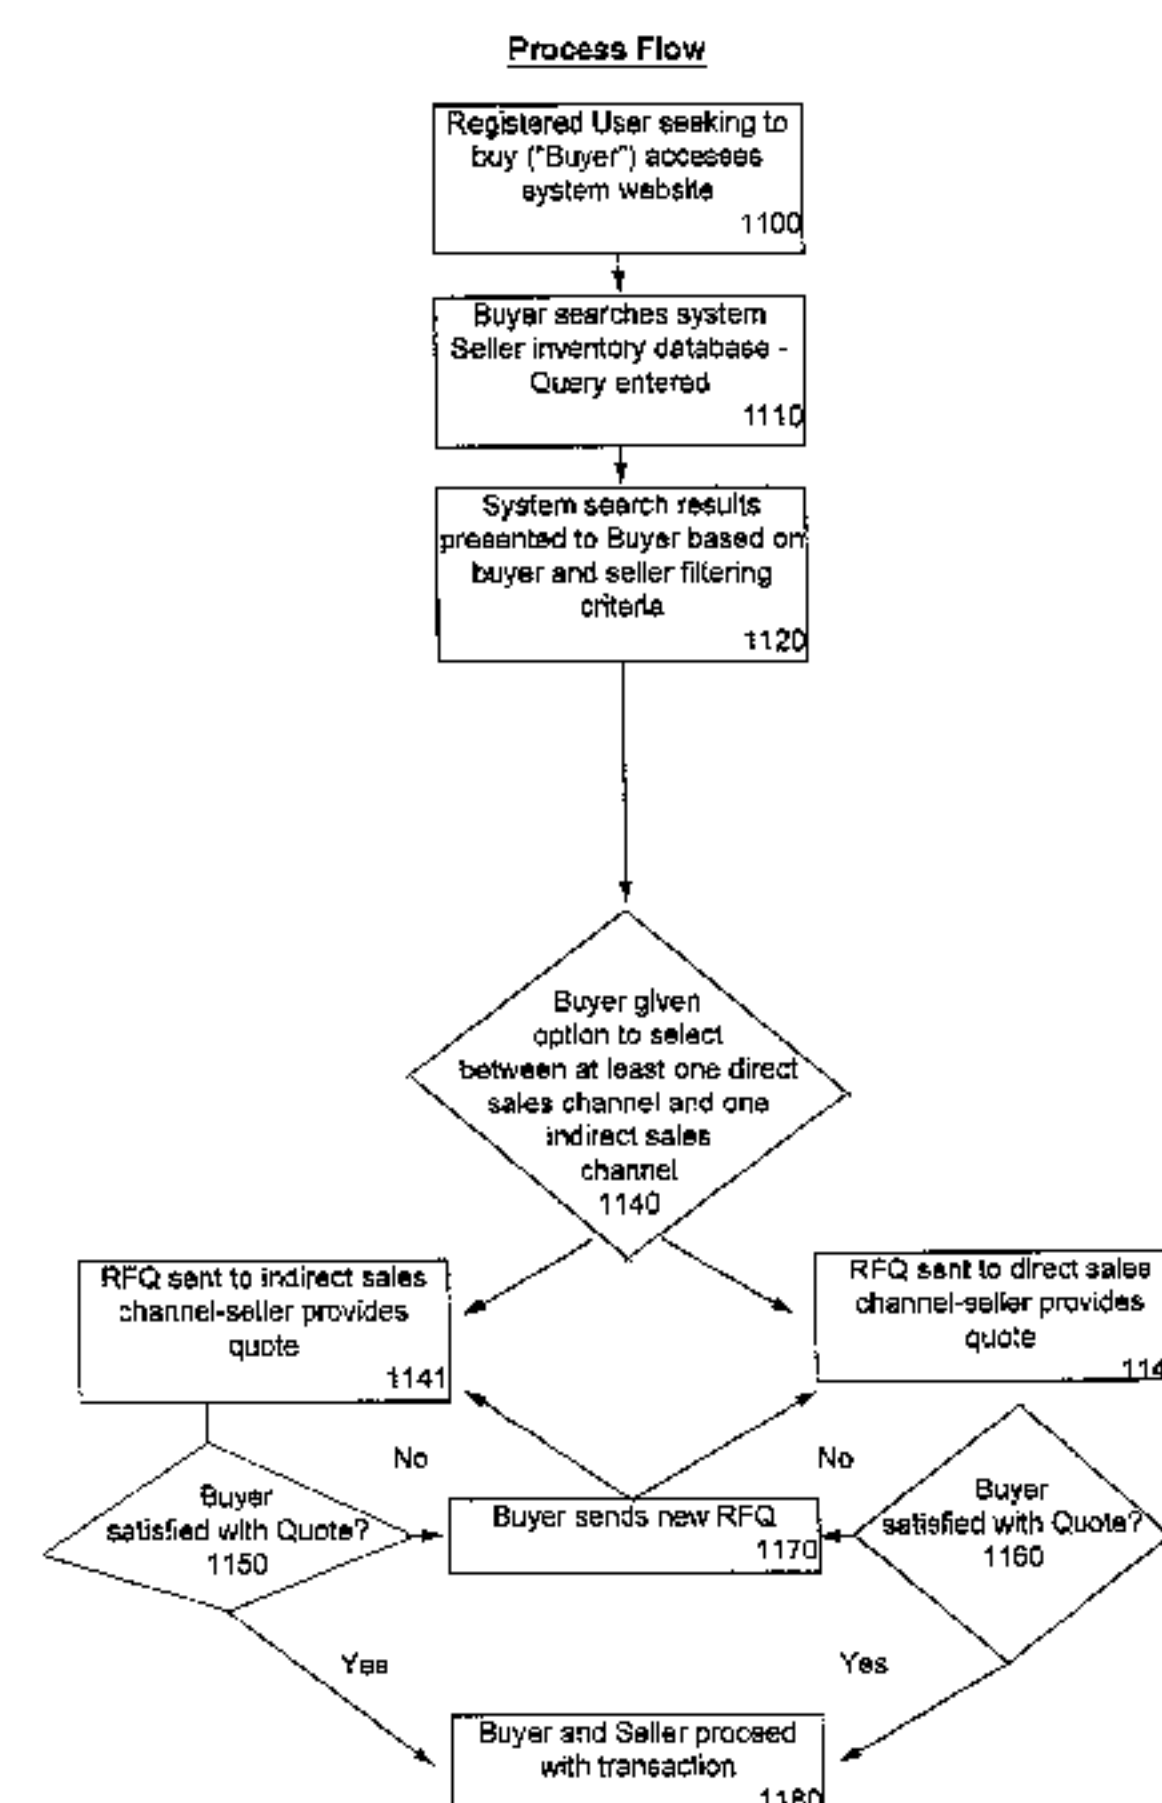 Process Flow
Registered User seeking to
buy ("Buyer") accesses
system website
1100
Buyer searches system
Seller inventory database -
Query entered
1110
System search results
presented to Buyer based on
buyer and seller filtering
criteria
1120
Buyer given
option to select
between at least one direct
sales channel and one
indirect sales
channel
1140
RFQ sent to indirect sales
channel-seller provides
quote
1141
RFQ sent to direct sales
channel-seller provides
quote
114
No
No
Buyer
satisfied with Quote?
1150
Buyer sends new RFQ
1170
Buyer
satisfied with Quote?
1160
Yes
Yes
Buyer and Seller proceed
with transaction
1180